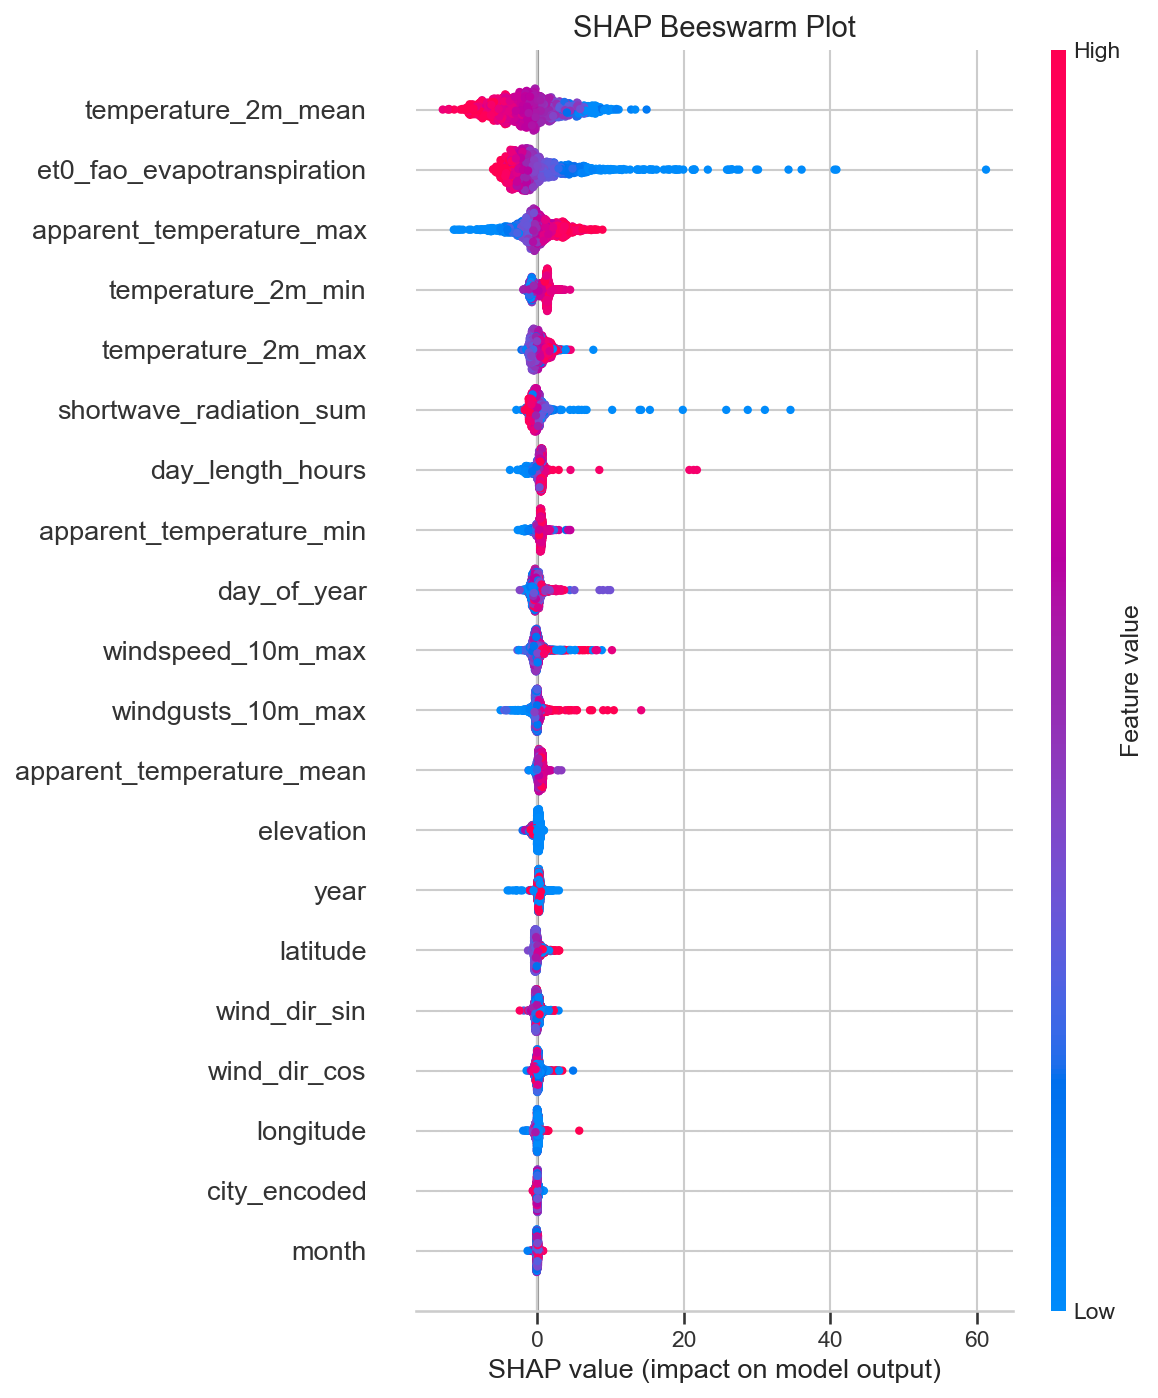 SHAP Beeswarm Plot
High
temperature_2m_mean
et0_fao_evapotranspiration
apparent_temperature_max
temperature_2m_min
temperature_2m_max
shortwave_radiation_sum
day_length_hours
apparent_temperature_min
day_of_year
windspeed_10m_max
windgusts_10m_max
apparent_temperature_mean
elevation
year
latitude
wind_dir_sin
wind_dir_cos
longitude
city_encoded
month
Feature value
Low
0 20 40 60
SHAP value (impact on model output)